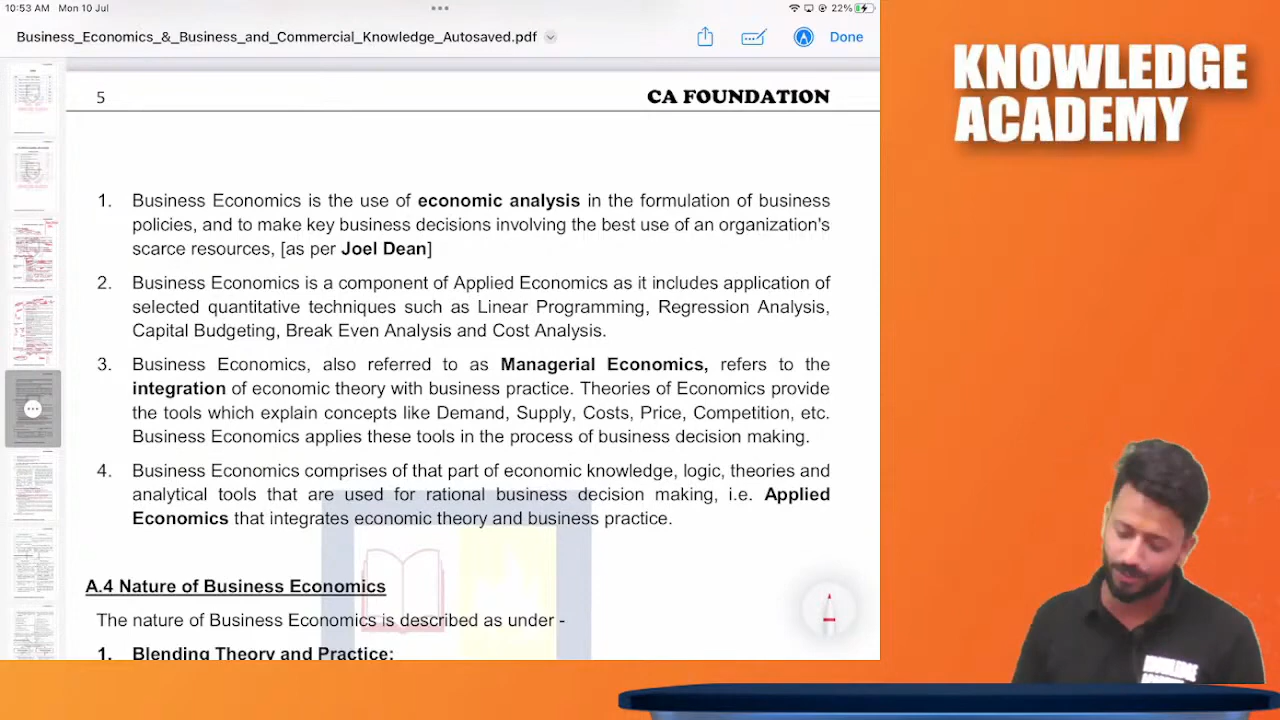 10:53 AM Mon 10 Jul
22%
Business_Economics_&_Business_and_Commercial_Knowledge_Autosaved.pdf
Done
KNOWLEDGE
ACADEMY
5
CA FOUNDATION
1. Business Economics is the use of economic analysis in the formulation of business
policies and to make key business decisions involving the best use of an organization's
scarce resources, [as per Joel Dean]
2. Business Economics is a component of Applied Economics as it includes application of
selected quantitative techniques such as Linear Programming, Regression Analysis,
Capital Budgeting, Break Even Analysis and Cost Analysis.
3. Business Economics, also referred to as Managerial Economics, refers to the
integration of economic theory with business practice. Theories of Economics provide
the tools which explain concepts like Demand, Supply, Costs, Price, Competition, etc.
Business Economics applies these tools in the process of business decision making.
4. Business Economics comprises of that part of economic knowledge, logic, theories and
analytical tools that are used for rational business decision making, i.e. Applied
Economics that integrates economic theory and business practice.
A.4 Nature of Business Economics
The nature of Business Economics is described as under -
1. Blending Theory and Practice:
KNOWLEDGE